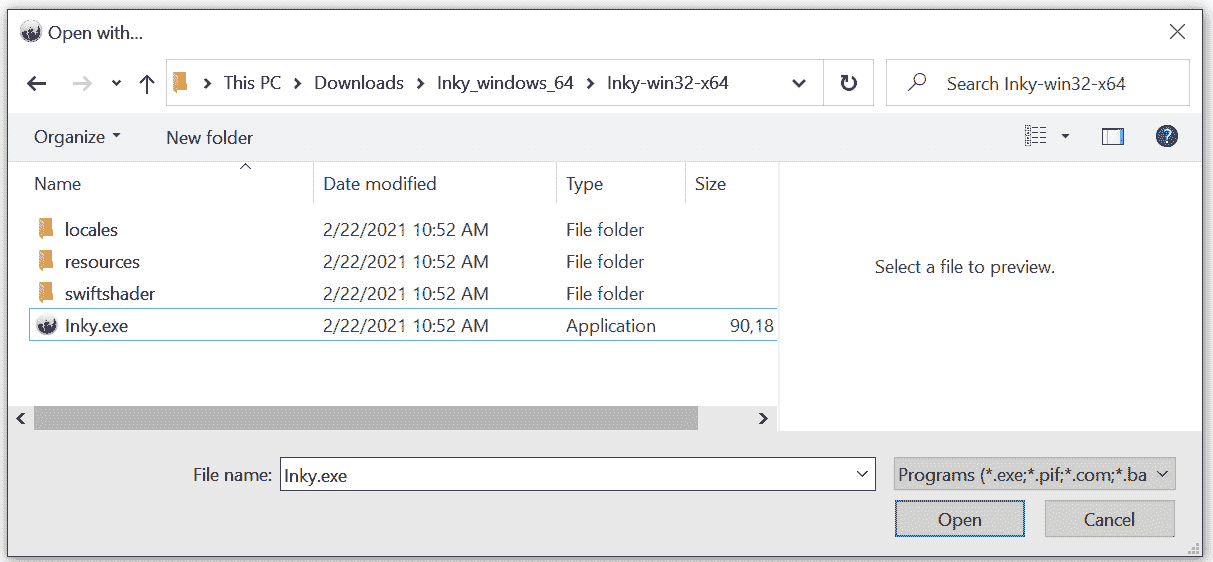 Open with...
This PC > Downloads > Inky_windows_64 > Inky-win32-x64
Search Inky-win32-x64
Organize
New folder
Name Date modified Type Size
locales 2/22/2021 10:52 AM File folder
resources 2/22/2021 10:52 AM File folder
swiftshader 2/22/2021 10:52 AM File folder
Inky.exe 2/22/2021 10:52 AM Application 90,18
Select a file to preview.
File name: Inky.exe
Programs (*.exe;*.pif;*.com;*.ba
Open Cancel